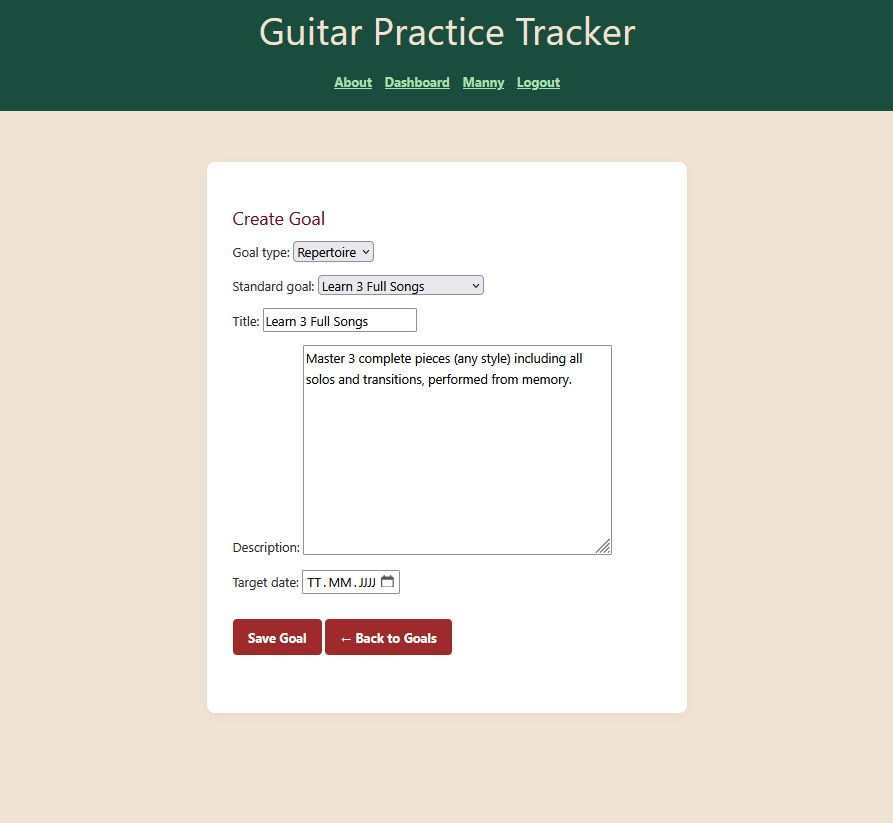 Guitar Practice Tracker
About Dashboard Manny Logout
Create Goal
Goal type: Repertoire
Standard goal: Learn 3 Full Songs
Title: Learn 3 Full Songs
Master 3 complete pieces (any style) including all
solos and transitions, performed from memory.
Description:
Target date: TT.MM.JJJJ
Save Goal ← Back to Goals